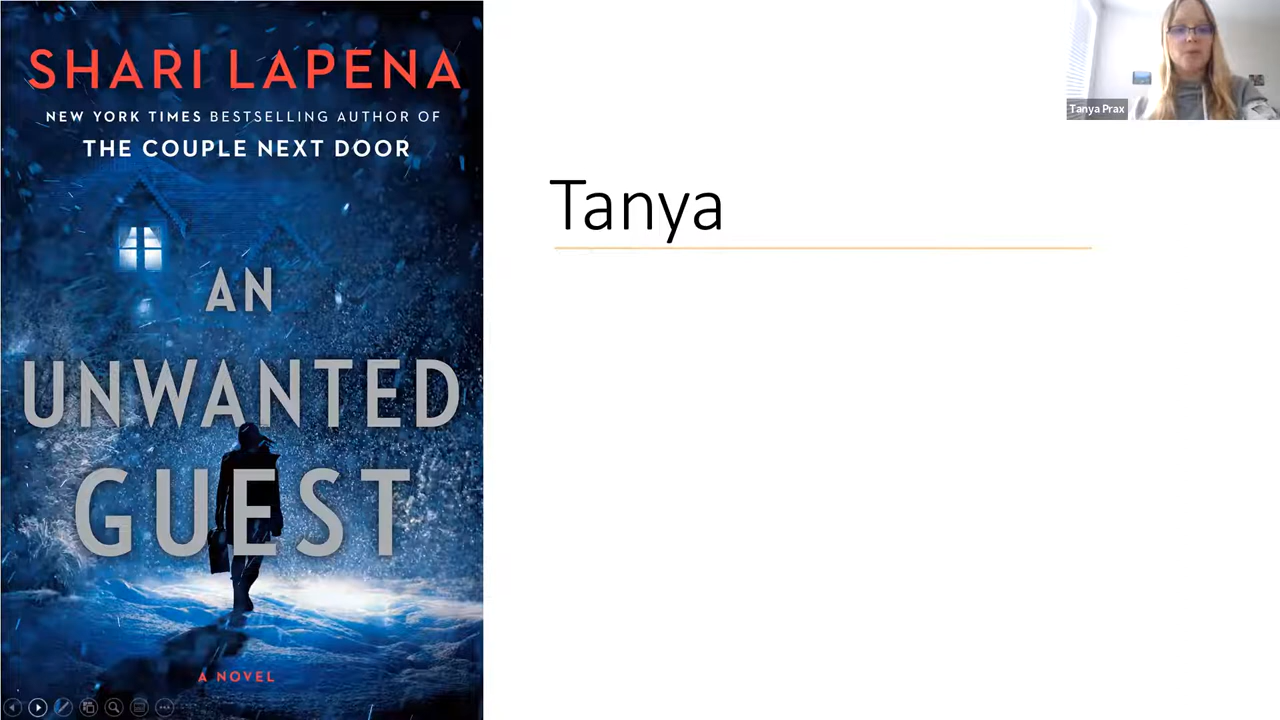 SHARI LAPENA
NEW YORK TIMES BESTSELLING AUTHOR OF
THE COUPLE NEXT DOOR
AN
UNWANTED
GUEST
A NOVEL
Tanya
Tanya Prax